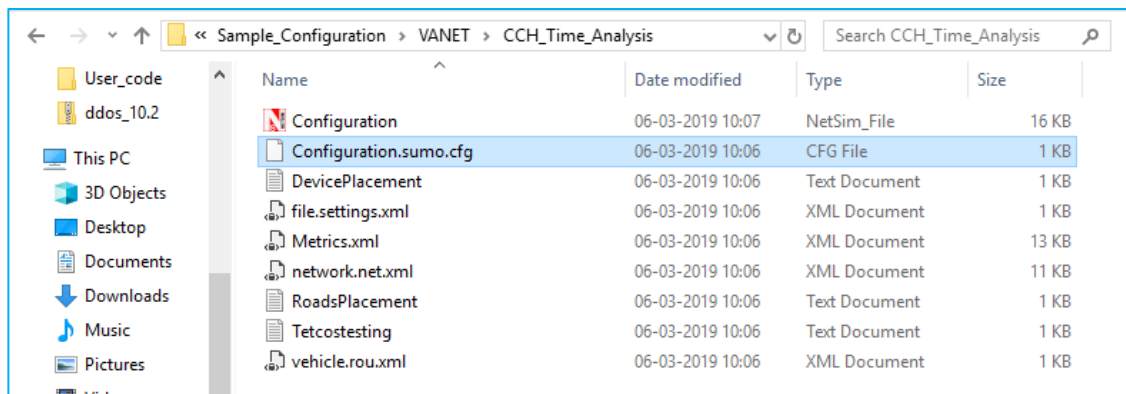 « Sample_Configuration > VANET > CCH_Time_Analysis
Search CCH_Time_Analysis
User_code
ddos_10.2
This PC
3D Objects
Desktop
Documents
Downloads
Music
Pictures
Name Date modified Type Size
Configuration 06-03-2019 10:07 NetSim_File 16 KB
Configuration.sumo.cfg 06-03-2019 10:06 CFG File 1 KB
DevicePlacement 06-03-2019 10:06 Text Document 1 KB
file.settings.xml 06-03-2019 10:06 XML Document 1 KB
Metrics.xml 06-03-2019 10:06 XML Document 13 KB
network.net.xml 06-03-2019 10:06 XML Document 11 KB
RoadsPlacement 06-03-2019 10:06 Text Document 1 KB
Tetcostesting 06-03-2019 10:06 Text Document 1 KB
vehicle.rou.xml 06-03-2019 10:06 XML Document 1 KB